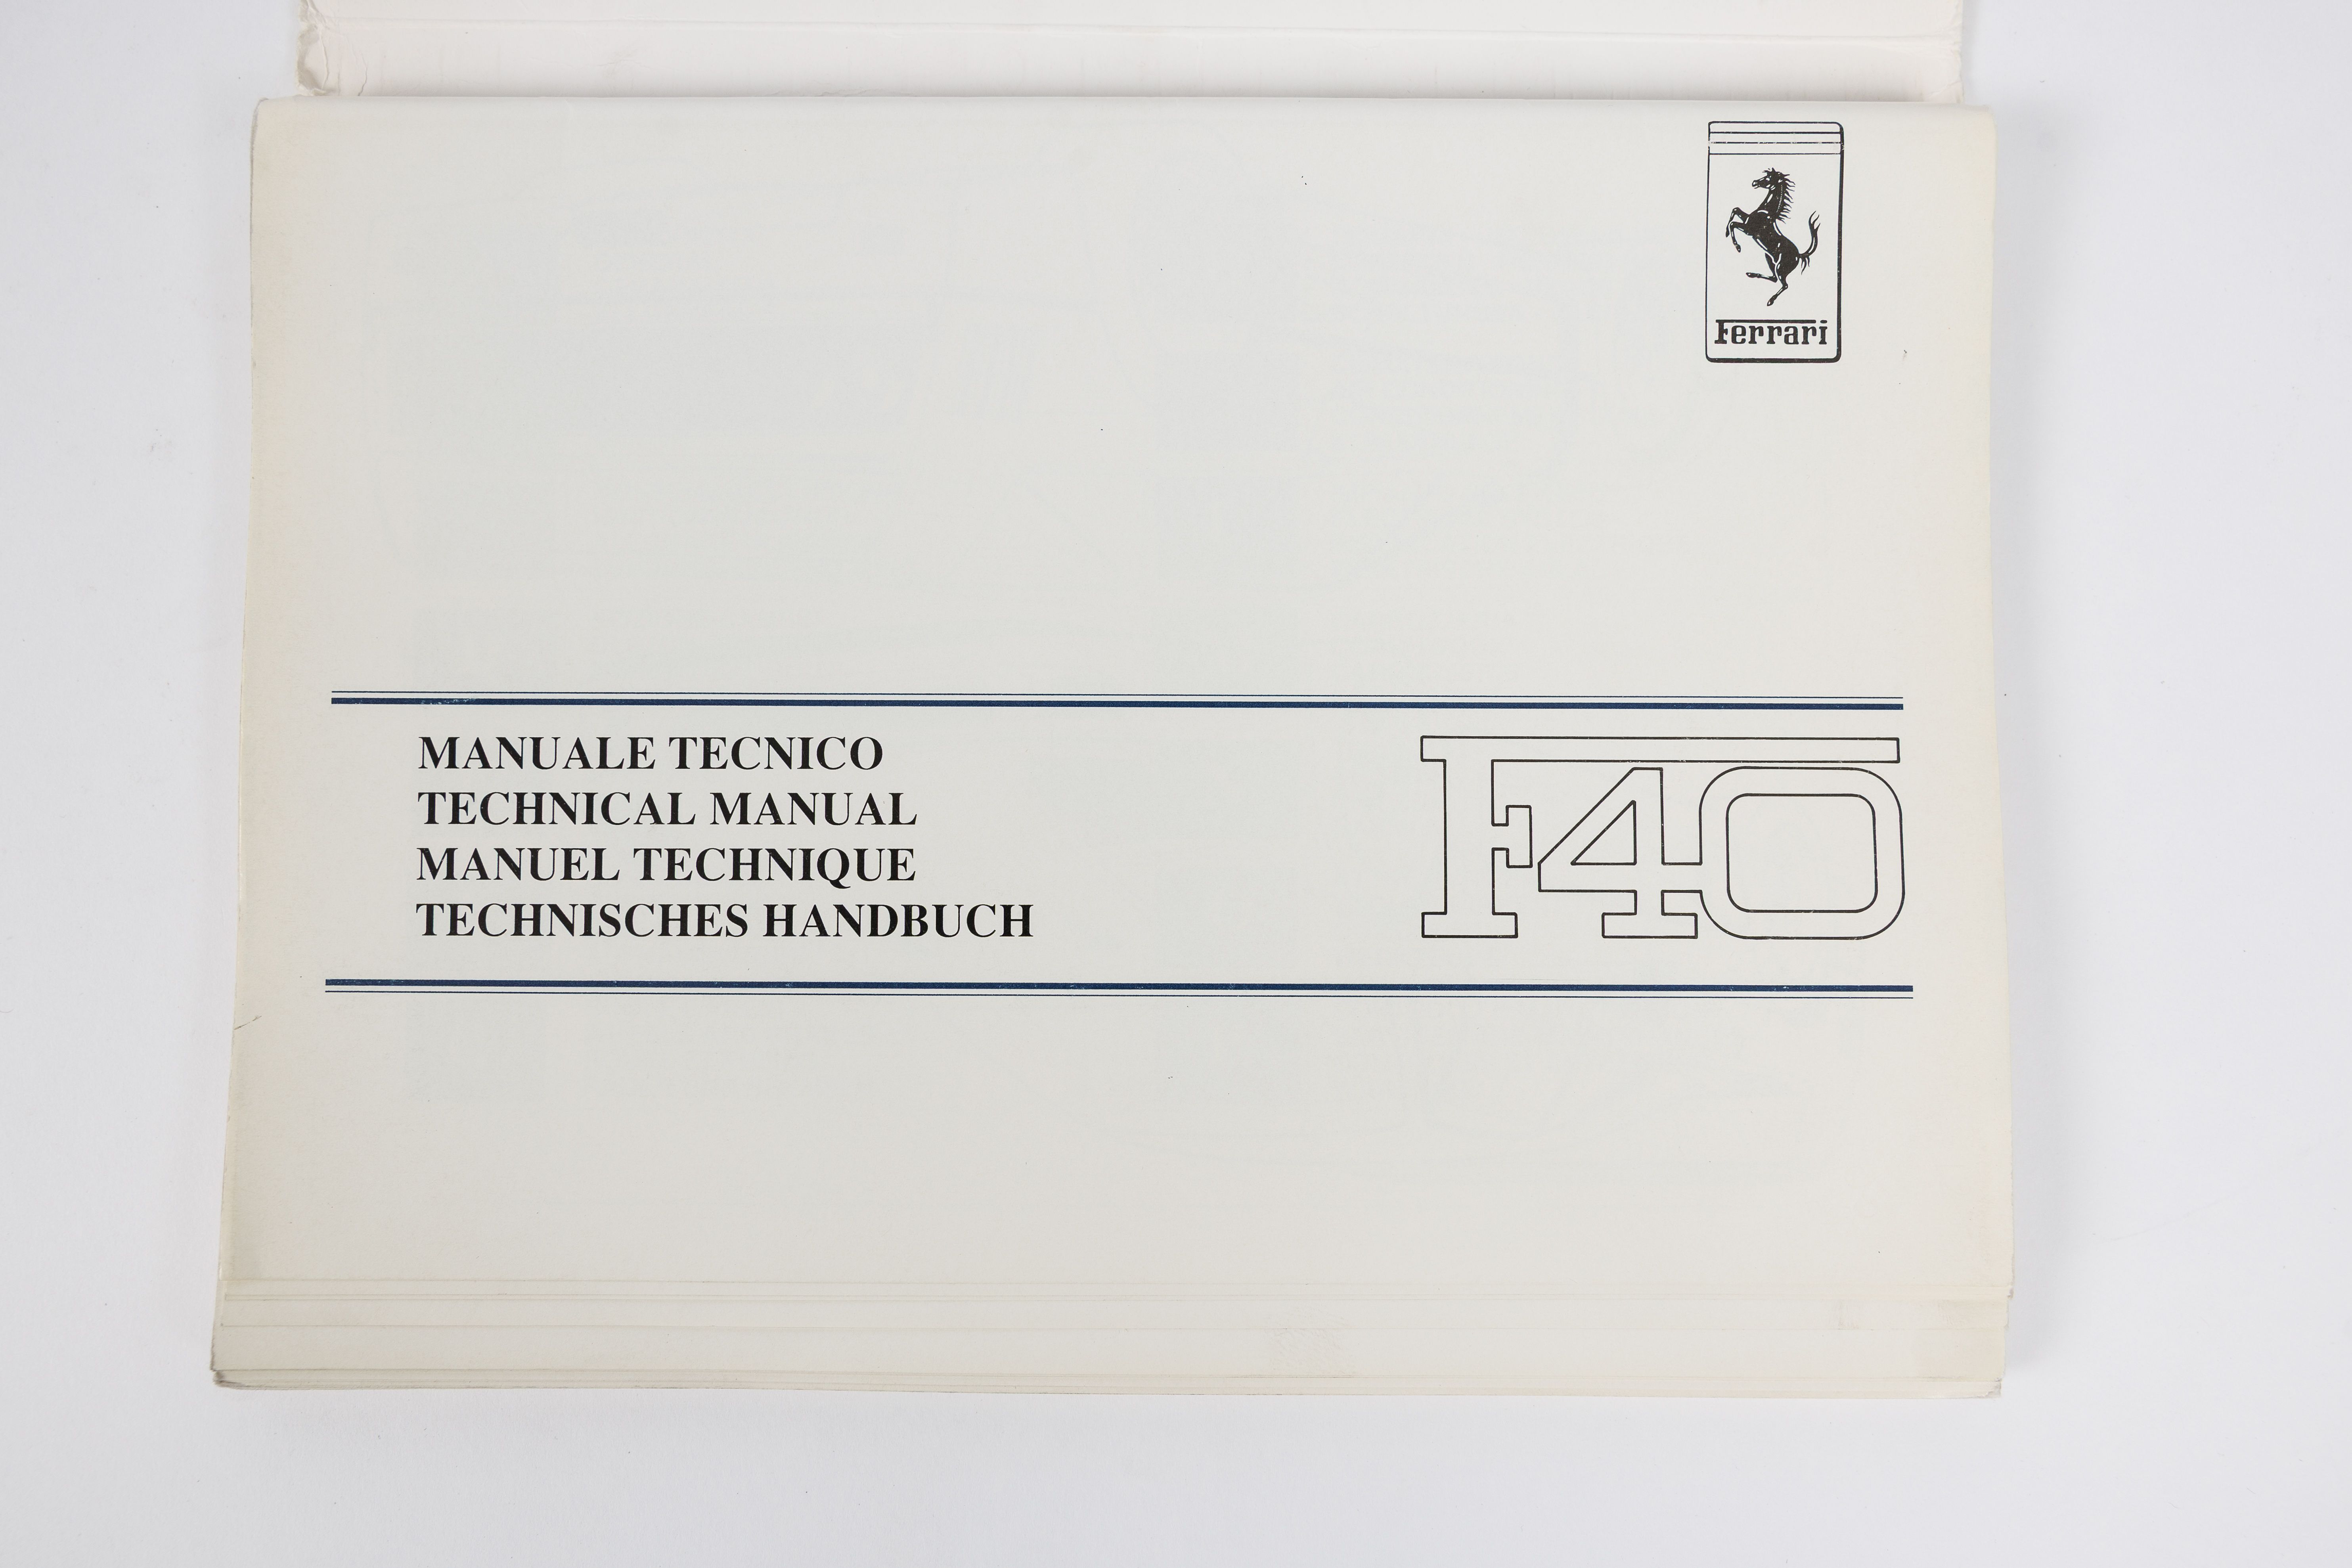 Ferrari
MANUALE TECNICO
TECHNICAL MANUAL
MANUEL TECHNIQUE
TECHNISCHES HANDBUCH
F40